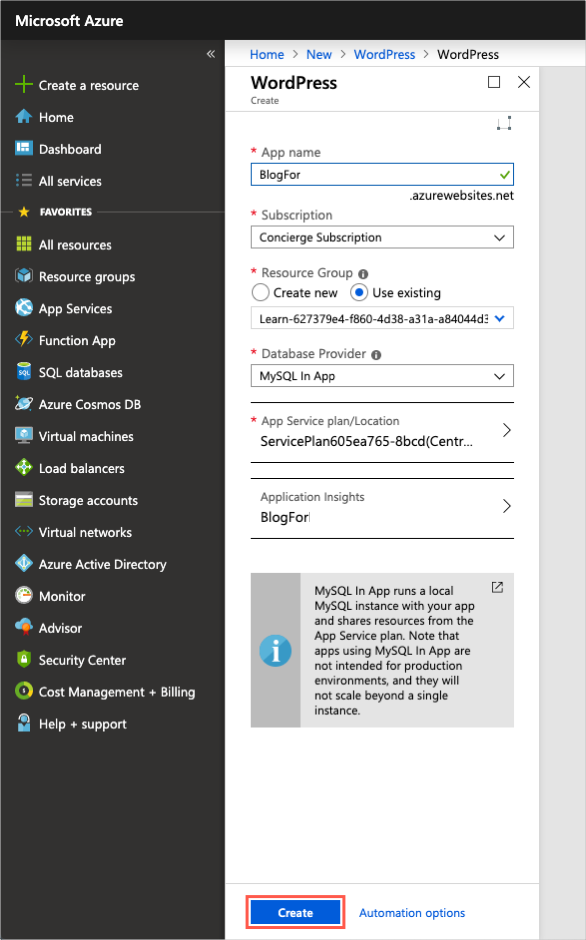 Microsoft Azure
«
Home > New > WordPress > WordPress
Create a resource
Home
Dashboard
All services
FAVORITES
All resources
Resource groups
App Services
Function App
SQL databases
Azure Cosmos DB
Virtual machines
Load balancers
Storage accounts
Virtual networks
Azure Active Directory
Monitor
Advisor
Security Center
Cost Management + Billing
Help + support
WordPress
Create
* App name
BlogFor
.azurewebsites.net
* Subscription
Concierge Subscription
* Resource Group
Create new Use existing
Learn-627379e4-f860-4d38-a31a-a84044d3
* Database Provider
MySQL In App
* App Service plan/Location
ServicePlan605ea765-8bcd(Centr...
Application Insights
BlogFor
MySQL In App runs a local
MySQL instance with your app
and shares resources from the
App Service plan. Note that
apps using MySQL In App are
not intended for production
environments, and they will
not scale beyond a single
instance.
Create Automation options